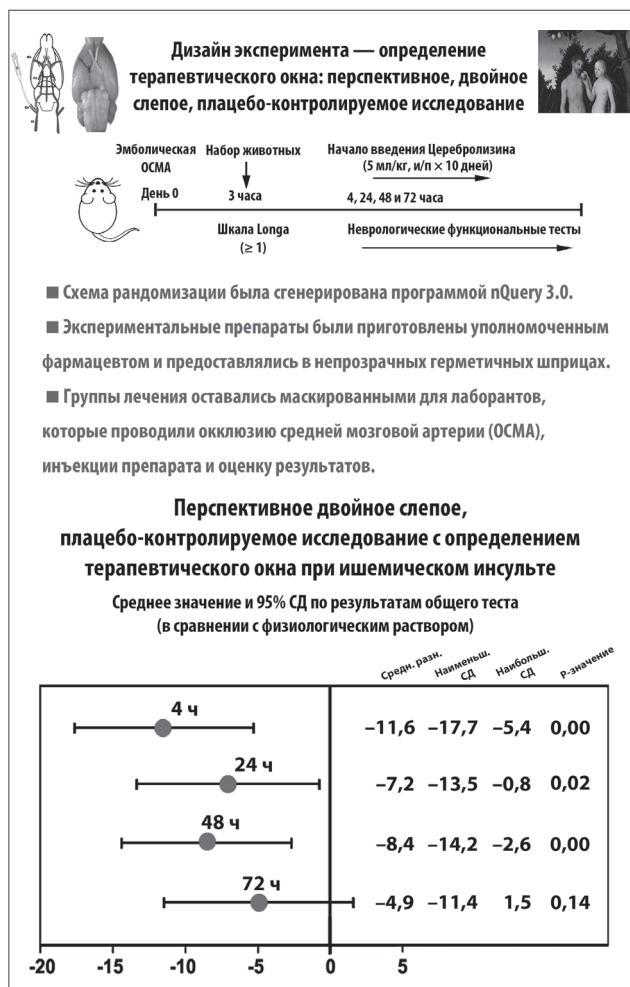 Дизайн эксперимента — определение
терапевтического окна: перспективное, двойное
слепое, плацебо-контролируемое исследование
Эмболическая
ОСМА
Набор животных
Начало введения Церебролизина
(5 мл/кг, и/п × 10 дней)
День 0
3 часа
4, 24, 48 и 72 часа
Шкала Longa
(≥ 1)
Неврологические функциональные тесты
■ Схема рандомизации была сгенерирована программой nQuery 3.0.
■ Экспериментальные препараты были приготовлены уполномоченным
фармацевтом и предоставлялись в непрозрачных герметичных шприцах.
■ Группы лечения оставались маскированными для лаборантов,
которые проводили окклюзию средней мозговой артерии (ОСМА),
инъекции препарата и оценку результатов.
Перспективное двойное слепое,
плацебо-контролируемое исследование с определением
терапевтического окна при ишемическом инсульте
Среднее значение и 95% СД по результатам общего теста
(в сравнении с физиологическим раствором)
Средн. разн.
Наименьш.
СД
Наибольш.
СД
Р-значение
4 ч
–11,6 –17,7 –5,4 0,00
24 ч
–7,2 –13,5 –0,8 0,02
48 ч
–8,4 –14,2 –2,6 0,00
72 ч
–4,9 –11,4 1,5 0,14
-20 -15 -10 -5 0 5